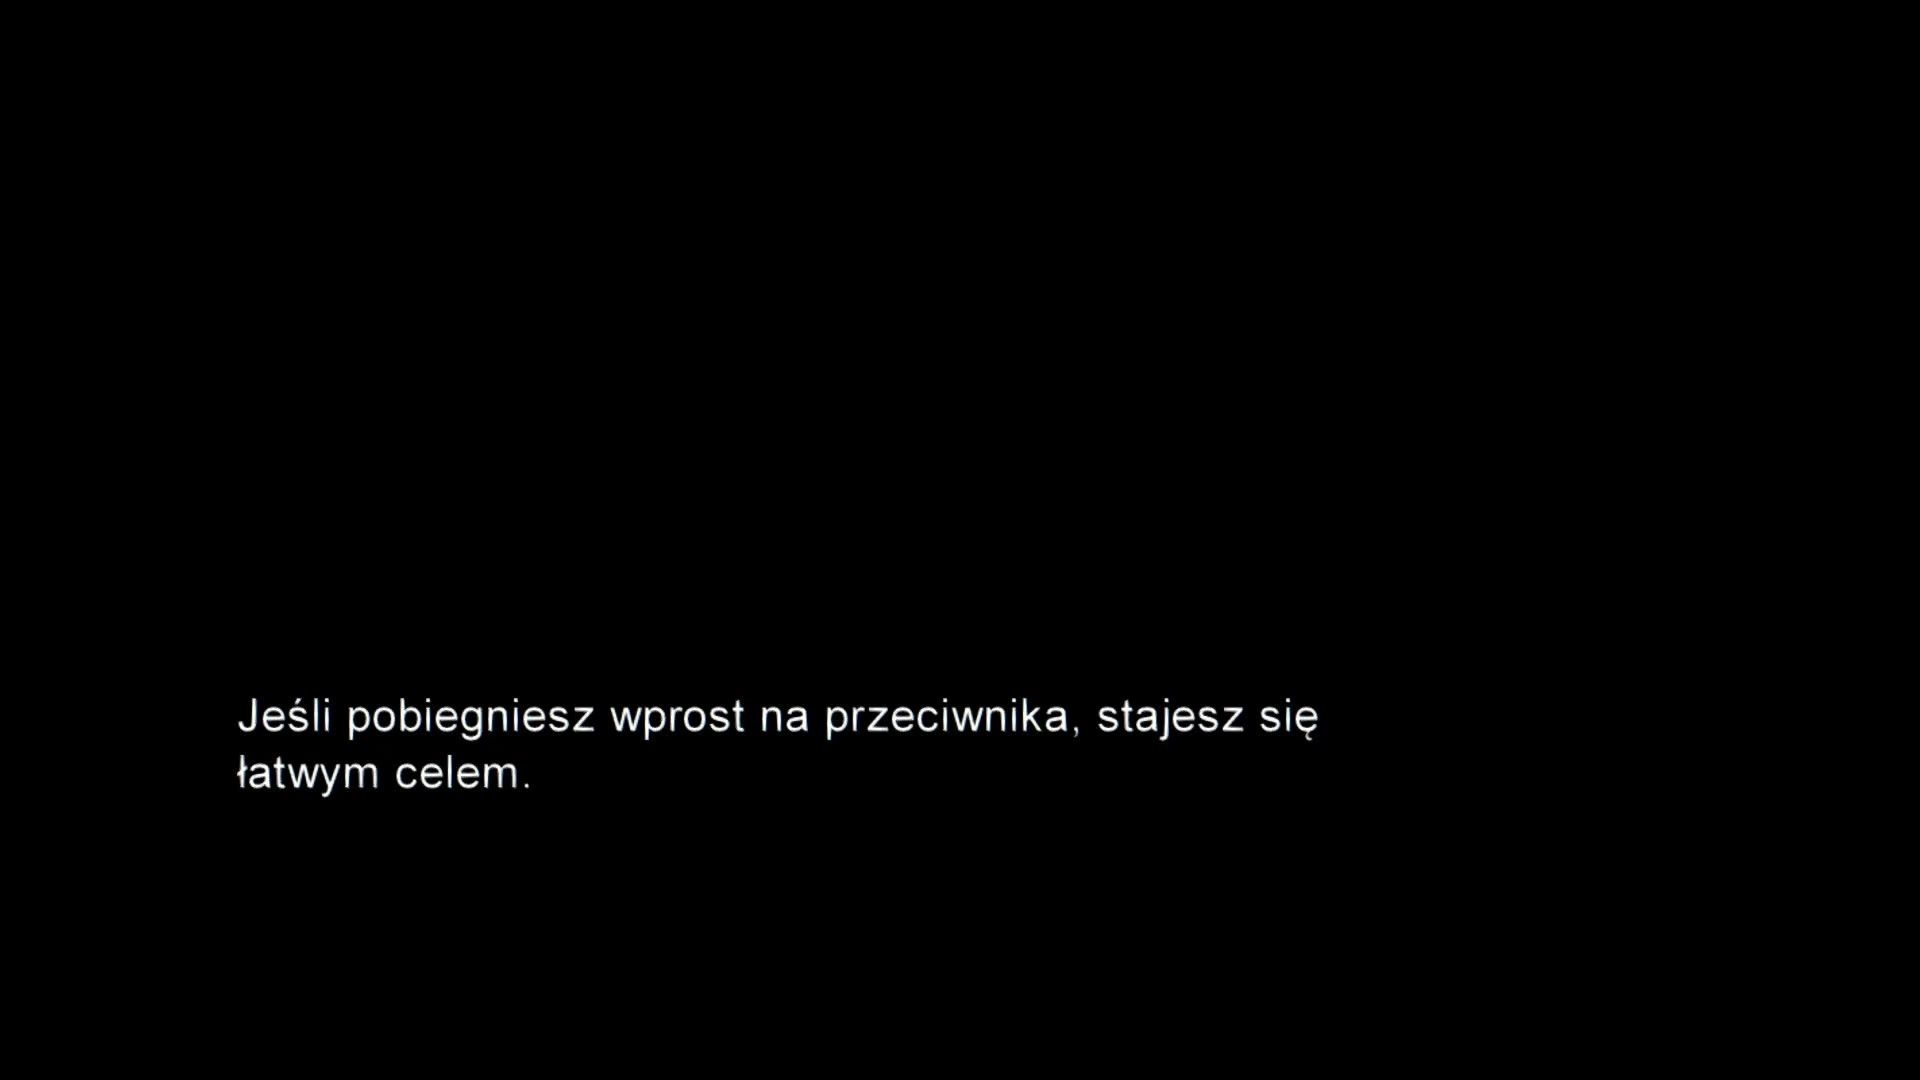 Jeśli pobiegniesz wprost na przeciwnika, stajesz się
łatwym celem.